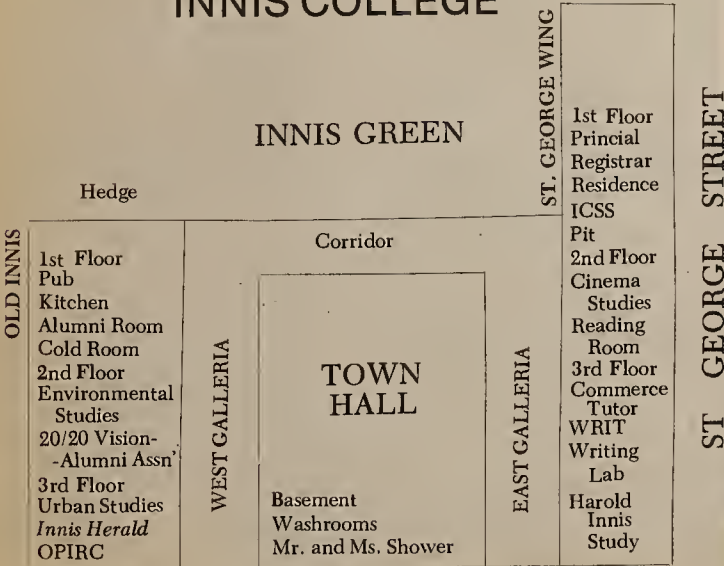 INNIS COLLEGE
INNIS GREEN
Hedge
ST. GEORGE WING
1st Floor
Princial
Registrar
Residence
ICSS
Pit
2nd Floor
Cinema
Studies
Reading
Room
3rd Floor
Commerce
Tutor
WRIT
Writing
Lab
Harold
Innis
Study
ST GEORGE STREET
OLD INNIS
1st Floor
Pub
Kitchen
Alumni Room
Cold Room
2nd Floor
Environmental
Studies
20/20 Vision-
-Alumni Assn'
3rd Floor
Urban Studies
Innis Herald
OPIRC
WEST GALLERIA
Corridor
TOWN
HALL
Basement
Washrooms
Mr. and Ms. Shower
EAST GALLERIA